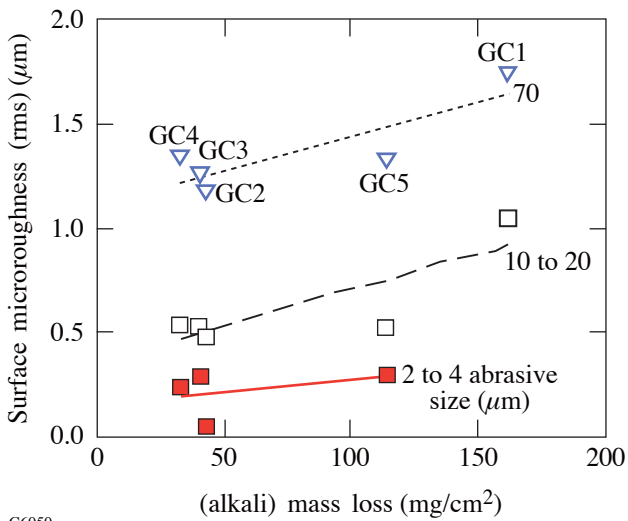 2.0
1.5
1.0
0.5
0.0
Surface microroughness (rms) (μm)
GC1
70
GC4
GC3
GC2
GC5
10 to 20
2 to 4 abrasive
size (μm)
0 50 100 150 200
(alkali) mass loss (mg/cm²)